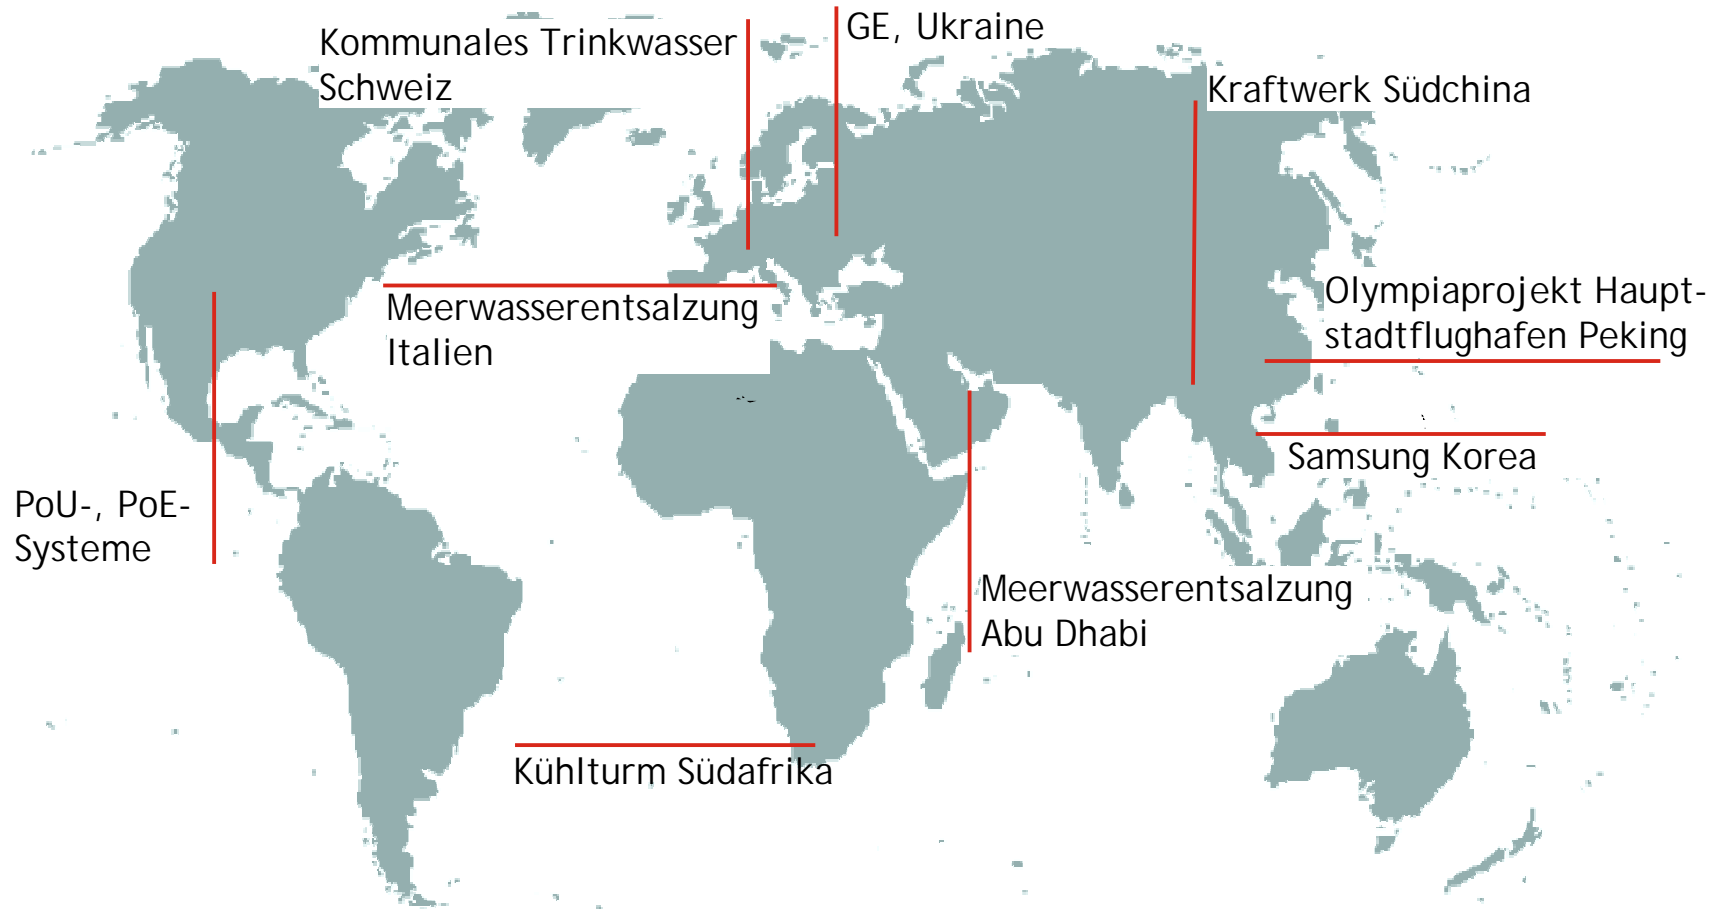 Kommunales Trinkwasser
Schweiz
GE, Ukraine
Kraftwerk Südchina
Meerwasserentsalzung
Italien
Olympiaprojekt Haupt-
stadtflughafen Peking
Samsung Korea
PoU-, PoE-
Systeme
Meerwasserentsalzung
Abu Dhabi
Kühlturm Südafrika